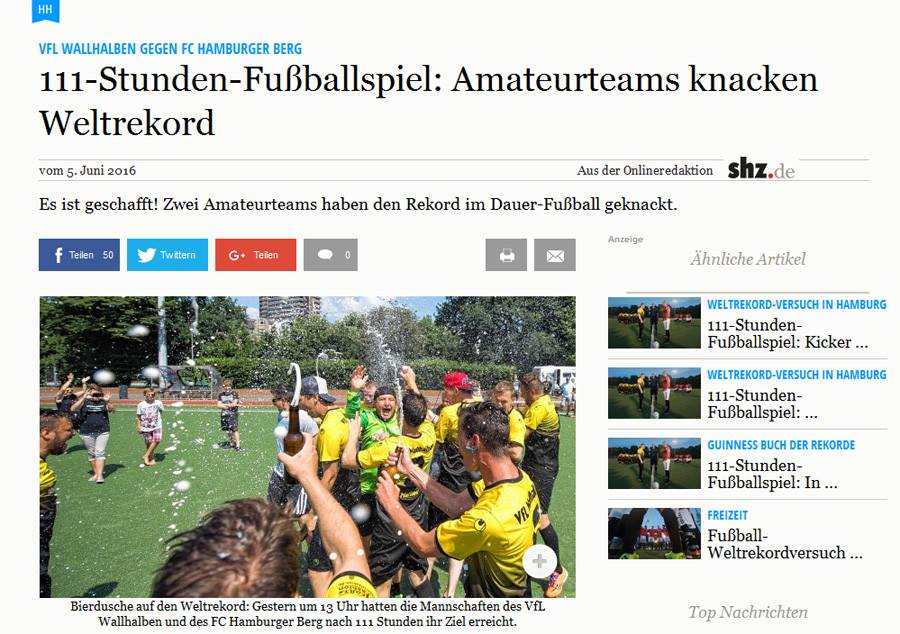 HH
VFL WALLHALBEN GEGEN FC HAMBURGER BERG
111-Stunden-Fußballspiel: Amateurteams knacken
Weltrekord
vom 5. Juni 2016
Aus der Onlineredaktion shz.de
Es ist geschafft! Zwei Amateurteams haben den Rekord im Dauer-Fußball geknackt.
f Teilen 50
Twittern
G+ Teilen
0
Bierdusche auf den Weltrekord: Gestern um 13 Uhr hatten die Mannschaften des VfL
Wallhalben und des FC Hamburger Berg nach 111 Stunden ihr Ziel erreicht.
Anzeige
Ähnliche Artikel
WELTREKORD-VERSUCH IN HAMBURG
111-Stunden-
Fußballspiel: Kicker ...
WELTREKORD-VERSUCH IN HAMBURG
111-Stunden-
Fußballspiel: ...
GUINNESS BUCH DER REKORDE
111-Stunden-
Fußballspiel: In ...
FREIZEIT
Fußball-
Weltrekordversuch ...
Top Nachrichten